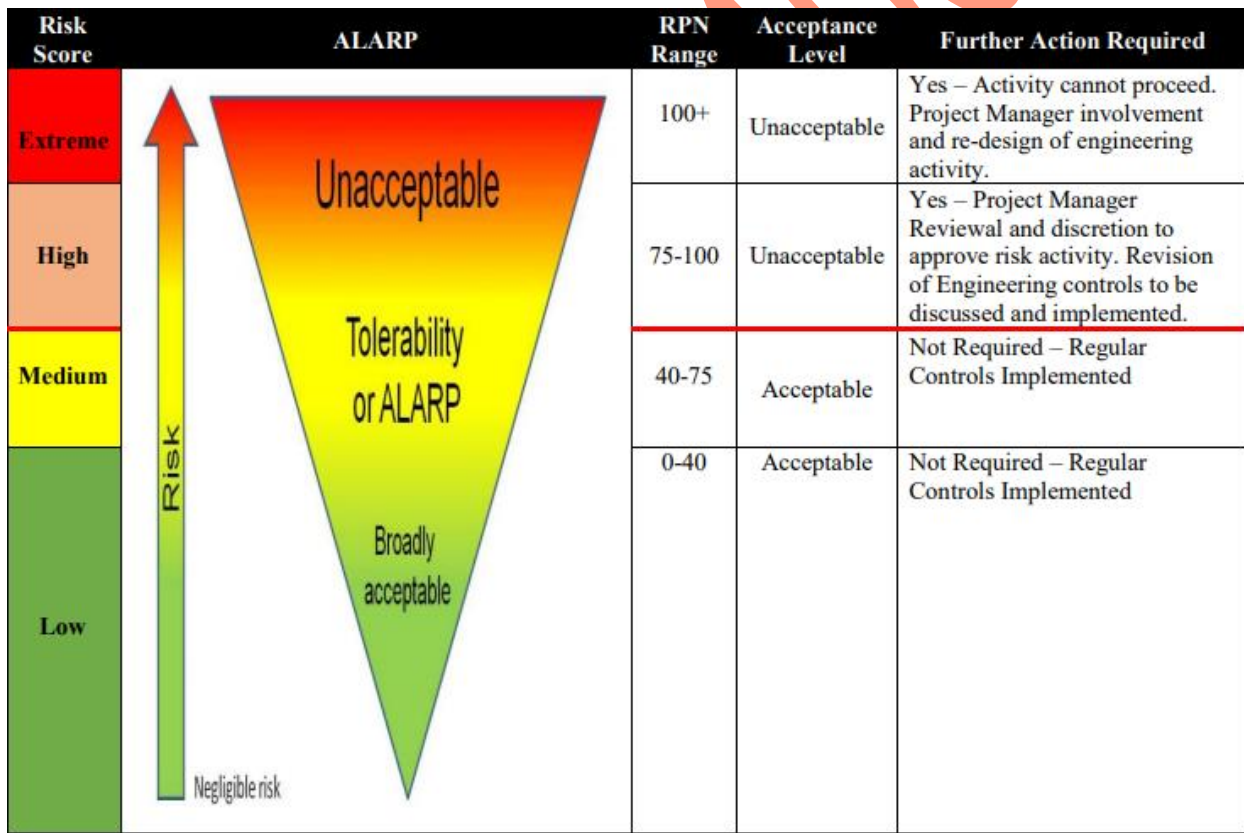 Risk Score
ALARP
RPN Range
Acceptance Level
Further Action Required
Extreme
100+
Unacceptable
Yes – Activity cannot proceed.
Project Manager involvement
and re-design of engineering
activity.
High
75-100
Unacceptable
Yes – Project Manager
Reviewal and discretion to
approve risk activity. Revision
of Engineering controls to be
discussed and implemented.
Medium
40-75
Acceptable
Not Required – Regular
Controls Implemented
Low
0-40
Acceptable
Not Required – Regular
Controls Implemented
Risk
Unacceptable
Tolerability
or ALARP
Broadly
acceptable
Negligible risk